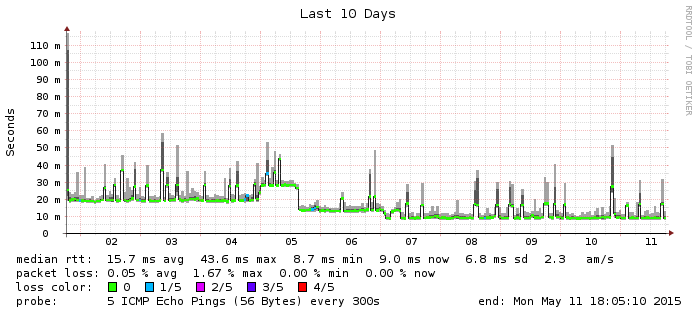 Last 10 Days
RRDTOOL / TOBI OETIKER
Seconds
110 m
100 m
90 m
80 m
70 m
60 m
50 m
40 m
30 m
20 m
10 m
0
02 03 04 05 06 07 08 09 10 11
median rtt: 15.7 ms avg 43.6 ms max 8.7 ms min 9.0 ms now 6.8 ms sd 2.3 am/s
packet loss: 0.05 % avg 1.67 % max 0.00 % min 0.00 % now
loss color: 0 1/5 2/5 3/5 4/5
probe: 5 ICMP Echo Pings (56 Bytes) every 300s end: Mon May 11 18:05:10 2015